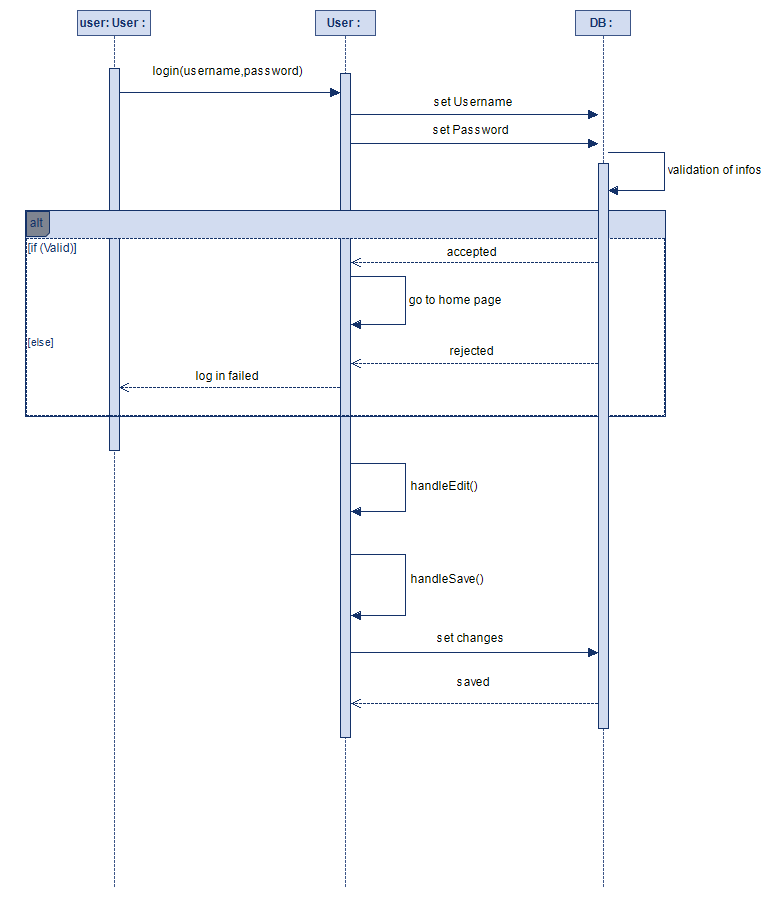 user: User :
User :
DB :
login(username,password)
set Username
set Password
validation of infos
alt
[if (Valid)]
accepted
go to home page
[else]
rejected
log in failed
handleEdit()
handleSave()
set changes
saved